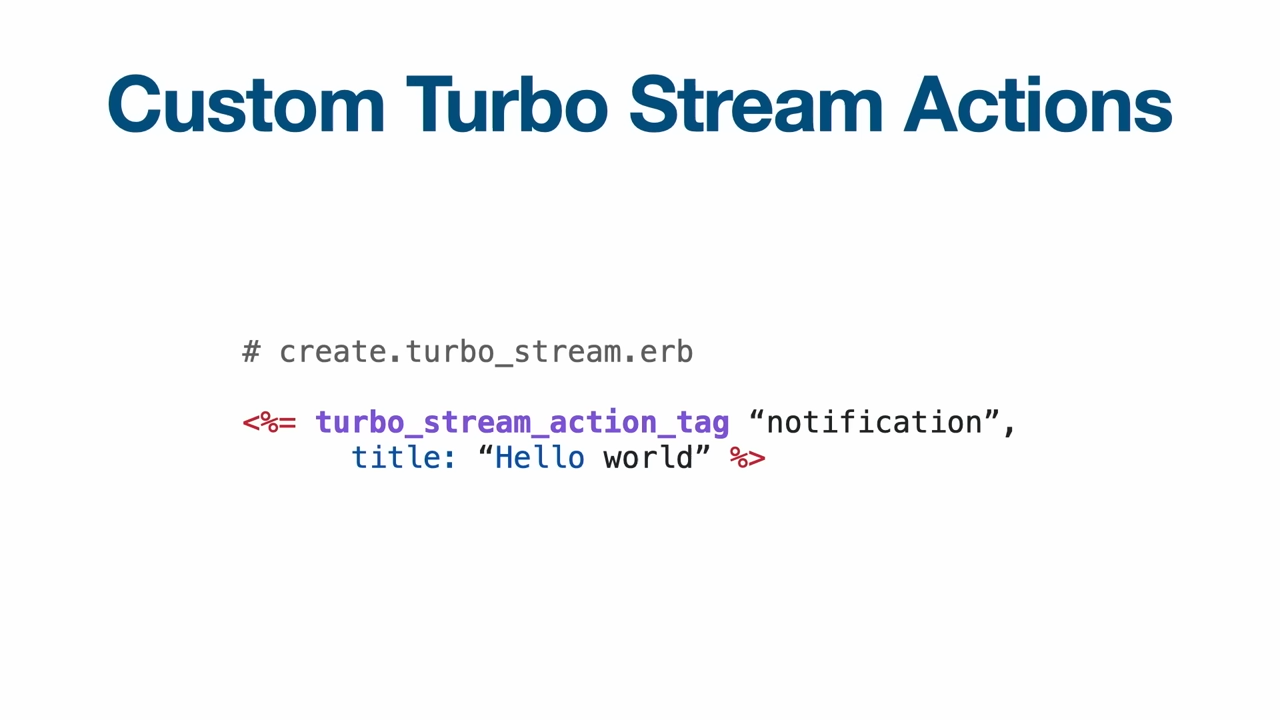 Custom Turbo Stream Actions
# create.turbo_stream.erb
<%= turbo_stream_action_tag “notification”,
title: “Hello world” %>